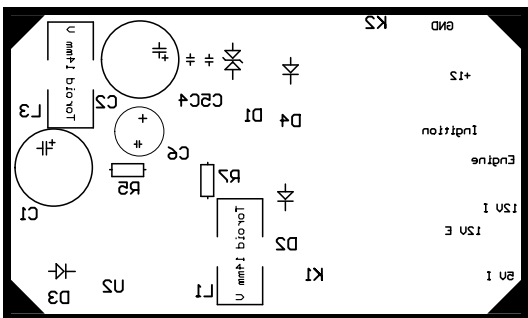 K2
GND
V
Toroid 14mm
+12
L3
C2
C5C4
D1
D4
Ingition
C6
Engine
R5
R7
C1
12V I
12V E
Toroid 14mm
V
D2
K1
5V I
D3
U2
L1